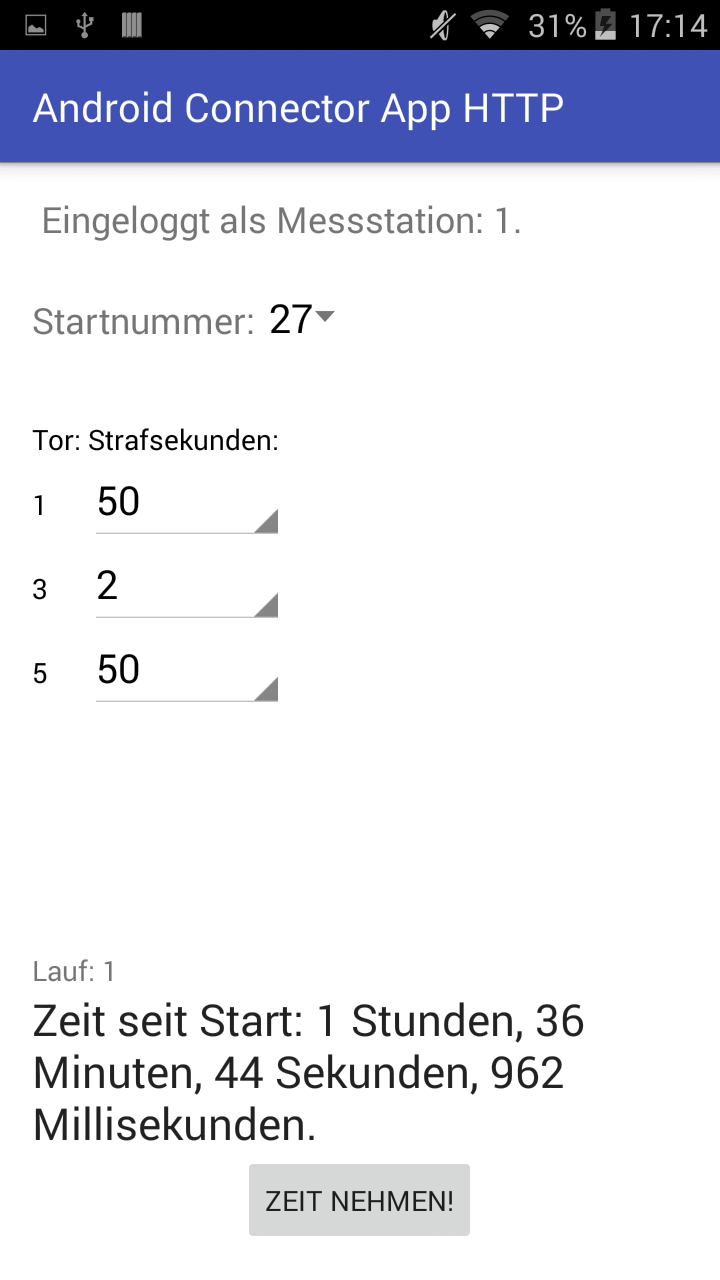 31% 17:14
Android Connector App HTTP
Eingeloggt als Messstation: 1.
Startnummer: 27
Tor: Strafsekunden:
1 50
3 2
5 50
Lauf: 1
Zeit seit Start: 1 Stunden, 36
Minuten, 44 Sekunden, 962
Millisekunden.
ZEIT NEHMEN!